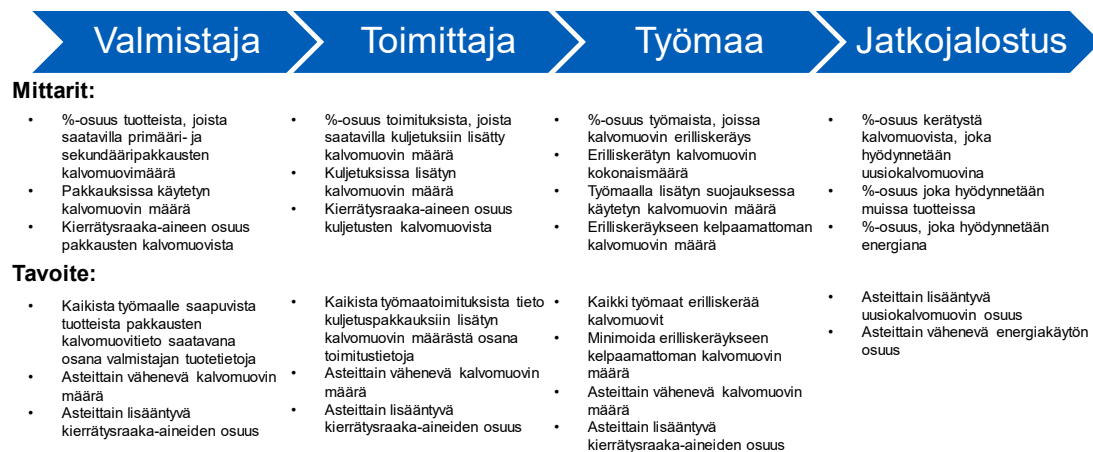 Valmistaja
Toimittaja
Työmaa
Jatkojalostus
Mittarit:
• %-osuus tuotteista, joista
saatavilla primääri- ja
sekundääripakkausten
kalvomuovimäärä
• Pakkauksissa käytetyn
kalvomuovin määrä
• Kierrätysraaka-aineen osuus
pakkausten kalvomuovista
• %-osuus toimituksista, joista
saatavilla kuljetuksiin lisätty
kalvomuovin määrä
• Kuljetuksissa lisätyn
kalvomuovin määrä
• Kierrätysraaka-aineen osuus
kuljetusten kalvomuovista
• %-osuus työmaista, joissa
kalvomuovin erilliskeräys
• Erilliskerätyn kalvomuovin
kokonaismäärä
• Työmaalla lisätyn suojauksessa
käytetyn kalvomuovin määrä
• Erilliskeräykseen kelpaamattoman
kalvomuovin määrä
• %-osuus kerätystä
kalvomuovista, joka
hyödynnetään
uusiokalvomuovina
• %-osuus joka hyödynnetään
muissa tuotteissa
• %-osuus, joka hyödynnetään
energiana
Tavoite:
• Kaikista työmaalle saapuvista
tuotteista pakkausten
kalvomuovitieto saatavana
osana valmistajan tuotetietoja
• Asteittain vähenevä kalvomuovin
määrä
• Asteittain lisääntyvä
kierrätysraaka-aineiden osuus
• Kaikista työmaatoimituksista tieto
kuljetuspakkauksiin lisätyn
kalvomuovin määrästä osana
toimitustietoja
• Asteittain vähenevä kalvomuovin
määrä
• Asteittain lisääntyvä
kierrätysraaka-aineiden osuus
• Kaikki työmaat erilliskerää
kalvomuovit
• Minimoida erilliskeräykseen
kelpaamattoman kalvomuovin
määrä
• Asteittain vähenevä kalvomuovin
määrä
• Asteittain lisääntyvä
kierrätysraaka-aineiden osuus
• Asteittain lisääntyvä
uusiokalvomuovin osuus
• Asteittain vähenevä energiakäytön
osuus